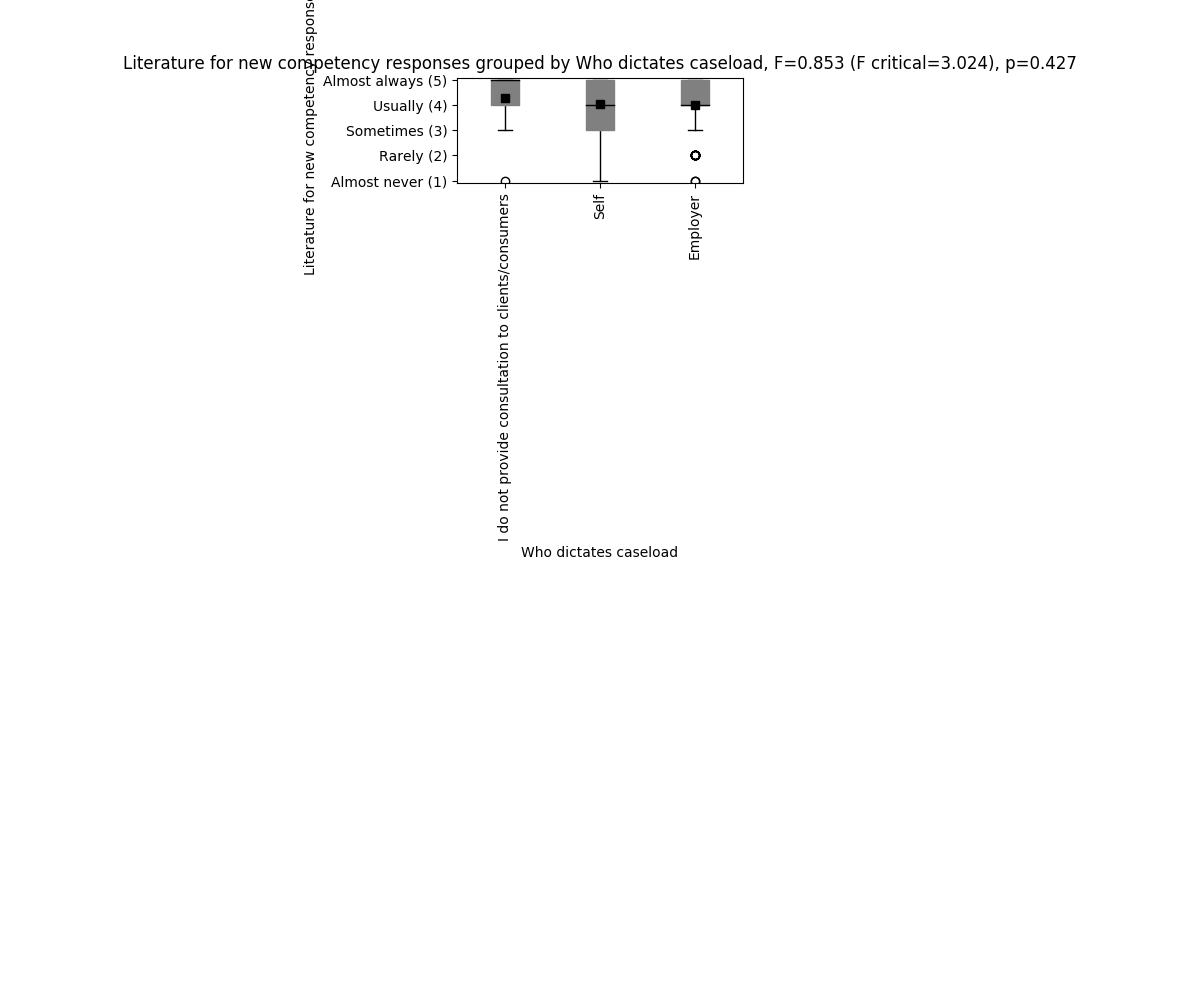 Literature for new competency responses grouped by Who dictates caseload, F=0.853 (F critical=3.024), p=0.427
Literature for new competency response
Almost always (5)
Usually (4)
Sometimes (3)
Rarely (2)
Almost never (1)
I do not provide consultation to clients/consumers
Self
Employer
Who dictates caseload